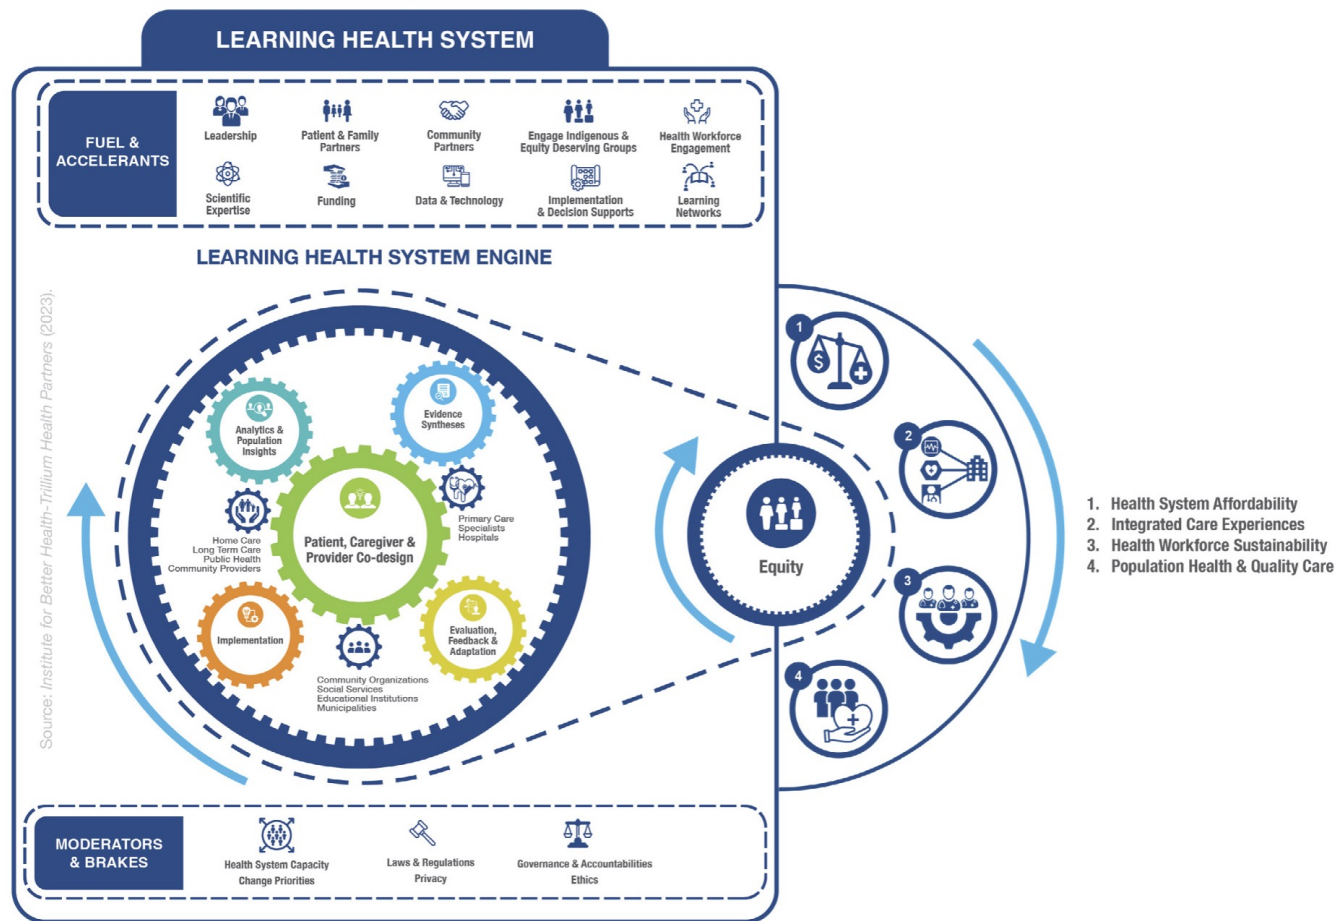 LEARNING HEALTH SYSTEM
FUEL &
ACCELERANTS
Leadership
Patient & Family
Partners
Community
Partners
Engage Indigenous &
Equity Deserving Groups
Health Workforce
Engagement
Scientific
Expertise
Funding
Data & Technology
Implementation
& Decision Supports
Learning
Networks
LEARNING HEALTH SYSTEM ENGINE
Source: Institute for Better Health-Trillium Health Partners (2023).
Analytics &
Population
Insights
Evidence
Syntheses
Home Care
Long Term Care
Public Health
Community Providers
Patient, Caregiver &
Provider Co-design
Primary Care
Specialists
Hospitals
Implementation
Evaluation,
Feedback &
Adaptation
Community Organizations
Social Services
Educational Institutions
Municipalities
Equity
1
$
2
3
4
1. Health System Affordability
2. Integrated Care Experiences
3. Health Workforce Sustainability
4. Population Health & Quality Care
MODERATORS
& BRAKES
Health System Capacity
Change Priorities
Laws & Regulations
Privacy
Governance & Accountabilities
Ethics